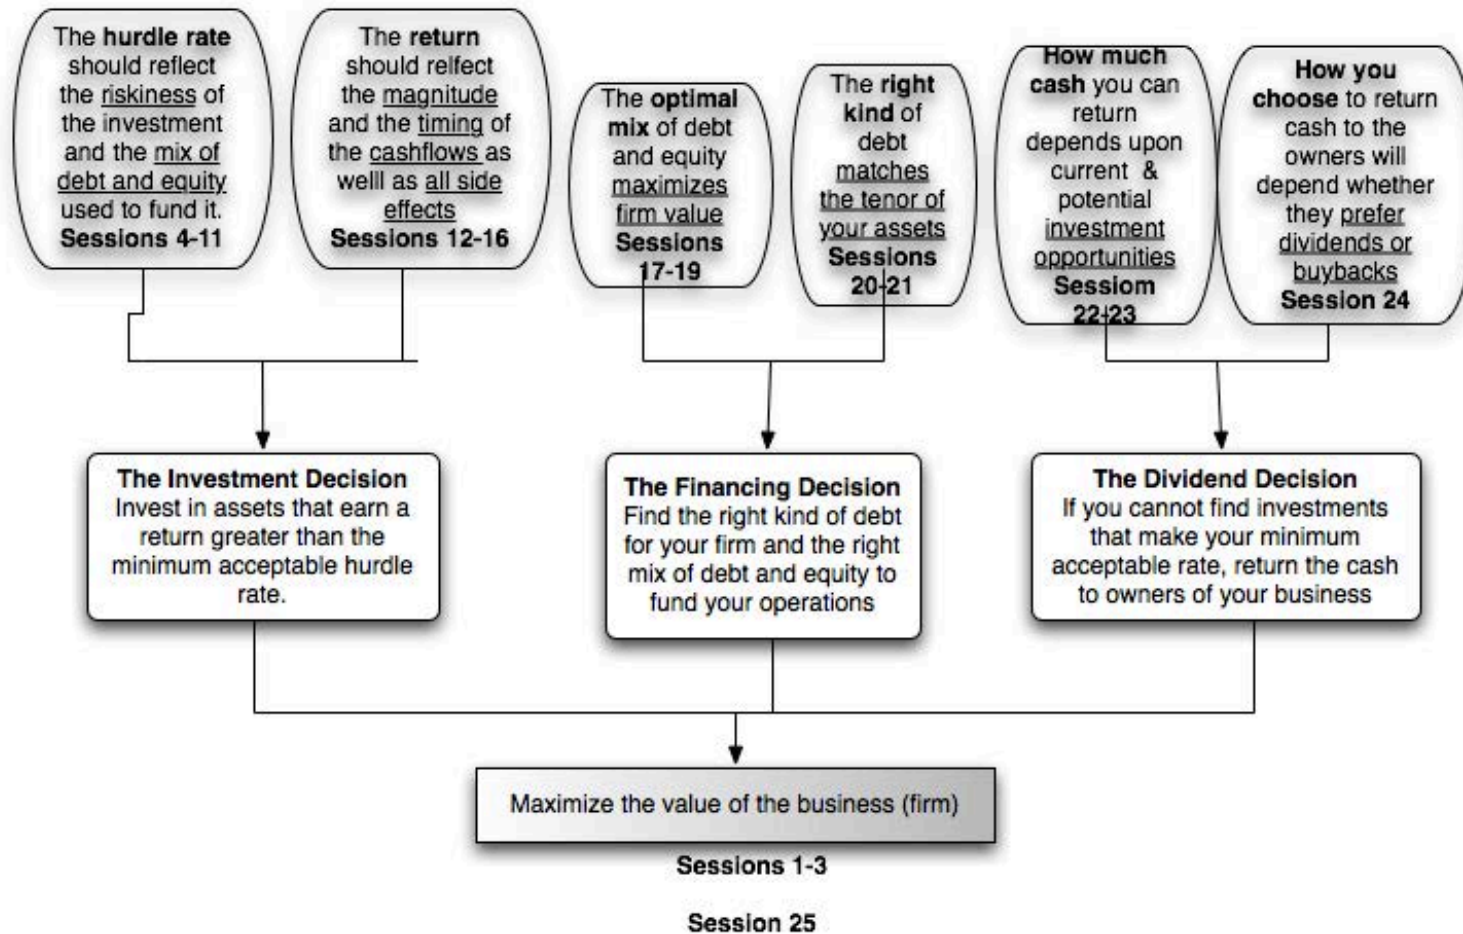 The hurdle rate
should reflect
the riskiness of
the investment
and the mix of
debt and equity
used to fund it.
Sessions 4-11
The return
should relfect
the magnitude
and the timing of
the cashflows as
welll as all side
effects
Sessions 12-16
The optimal
mix of debt
and equity
maximizes
firm value
Sessions
17-19
The right
kind of
debt
matches
the tenor of
your assets
Sessions
20-21
How much
cash you can
return
depends upon
current & 
potential
investment
opportunities
Sessiom
22-23
How you
choose to return
cash to the
owners will
depend whether
they prefer
dividends or
buybacks
Session 24
The Investment Decision
Invest in assets that earn a
return greater than the
minimum acceptable hurdle
rate.
The Financing Decision
Find the right kind of debt
for your firm and the right
mix of debt and equity to
fund your operations
The Dividend Decision
If you cannot find investments
that make your minimum
acceptable rate, return the cash
to owners of your business
Maximize the value of the business (firm)
Sessions 1-3
Session 25